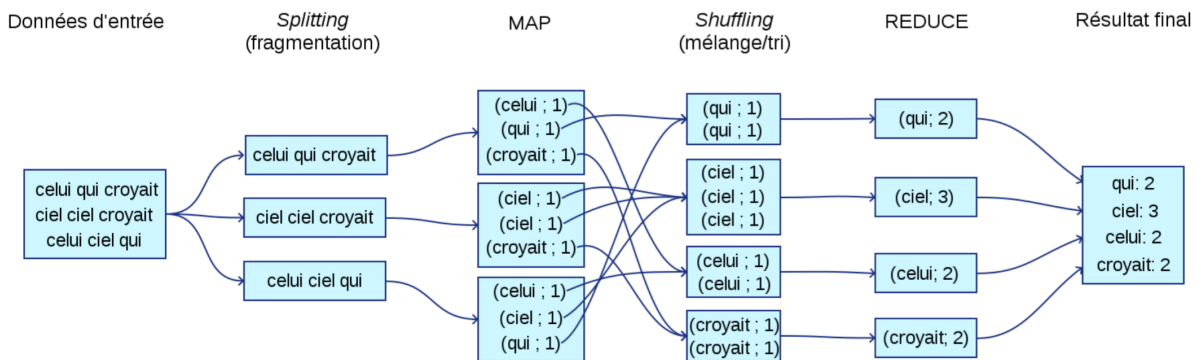 Données d'entrée
Splitting
(fragmentation)
MAP
Shuffling
(mélange/tri)
REDUCE
Résultat final
celui qui croyait
ciel ciel croyait
celui ciel qui
celui qui croyait
ciel ciel croyait
celui ciel qui
(celui ; 1)
(qui ; 1)
(croyait ; 1)
(ciel ; 1)
(ciel ; 1)
(croyait ; 1)
(celui ; 1)
(ciel ; 1)
(qui ; 1)
(qui ; 1)
(qui ; 1)
(ciel ; 1)
(ciel ; 1)
(ciel ; 1)
(celui ; 1)
(celui ; 1)
(croyait ; 1)
(croyait ; 1)
(qui; 2)
(ciel; 3)
(celui; 2)
(croyait; 2)
qui: 2
ciel: 3
celui: 2
croyait: 2